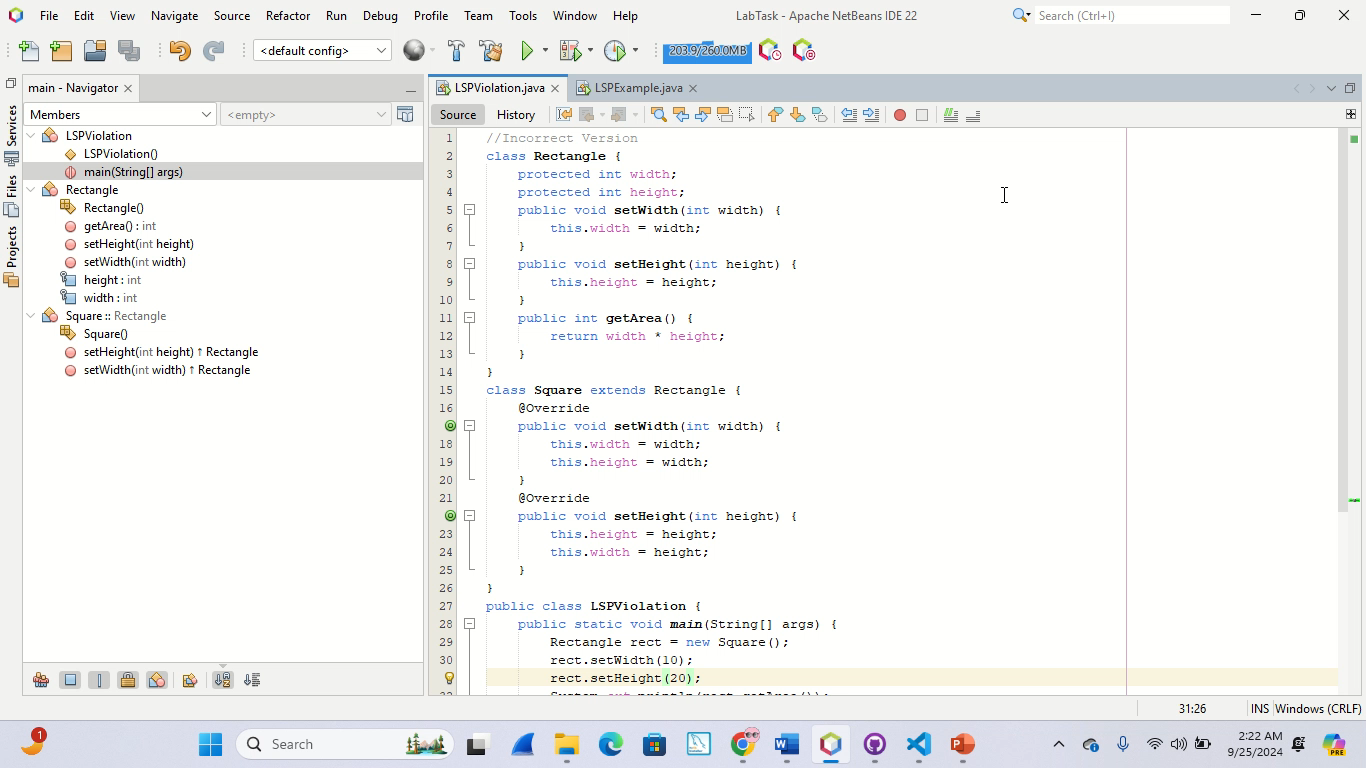 File Edit View Navigate Source Refactor Run Debug Profile Team Tools Window Help
LabTask - Apache NetBeans IDE 22
Search (Ctrl+I)
<default config>
203.9/260.0MB
main - Navigator
LSPViolation.java
LSPExample.java
Services
Files
Projects
Members
<empty>
LSPViolation
LSPViolation()
main(String[] args)
Rectangle
Rectangle()
getArea() : int
setHeight(int height)
setWidth(int width)
height : int
width : int
Square :: Rectangle
Square()
setHeight(int height) ↑ Rectangle
setWidth(int width) ↑ Rectangle
Source History
1 //Incorrect Version
2 class Rectangle {
3 protected int width;
4 protected int height;
5 public void setWidth(int width) {
6 this.width = width;
7 }
8 public void setHeight(int height) {
9 this.height = height;
10 }
11 public int getArea() {
12 return width * height;
13 }
14 }
15 class Square extends Rectangle {
16 @Override
public void setWidth(int width) {
18 this.width = width;
19 this.height = width;
20 }
21 @Override
public void setHeight(int height) {
23 this.height = height;
24 this.width = height;
25 }
26 }
27 public class LSPViolation {
28 public static void main(String[] args) {
29 Rectangle rect = new Square();
30 rect.setWidth(10);
rect.setHeight(20);
32 System.out.println(rect.getArea());
31:26
INS
Windows (CRLF)
1
Search
PRE
2:22 AM
9/25/2024